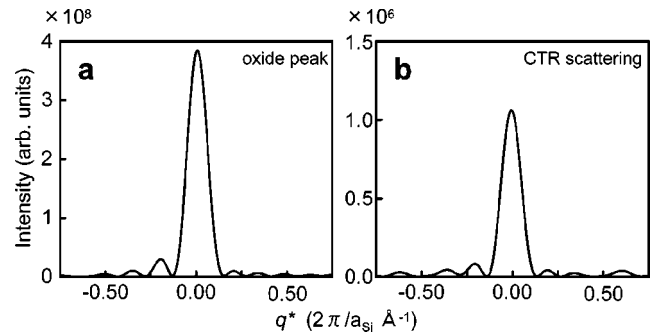 × 10⁸ × 10⁶
4 1.5
a oxide peak b CTR scattering
3
1.0
2
0.5
1
0 0.0
-0.50 0.00 0.50 -0.50 0.00 0.50
Intensity (arb. units)
q* (2π/aSi Å⁻¹)